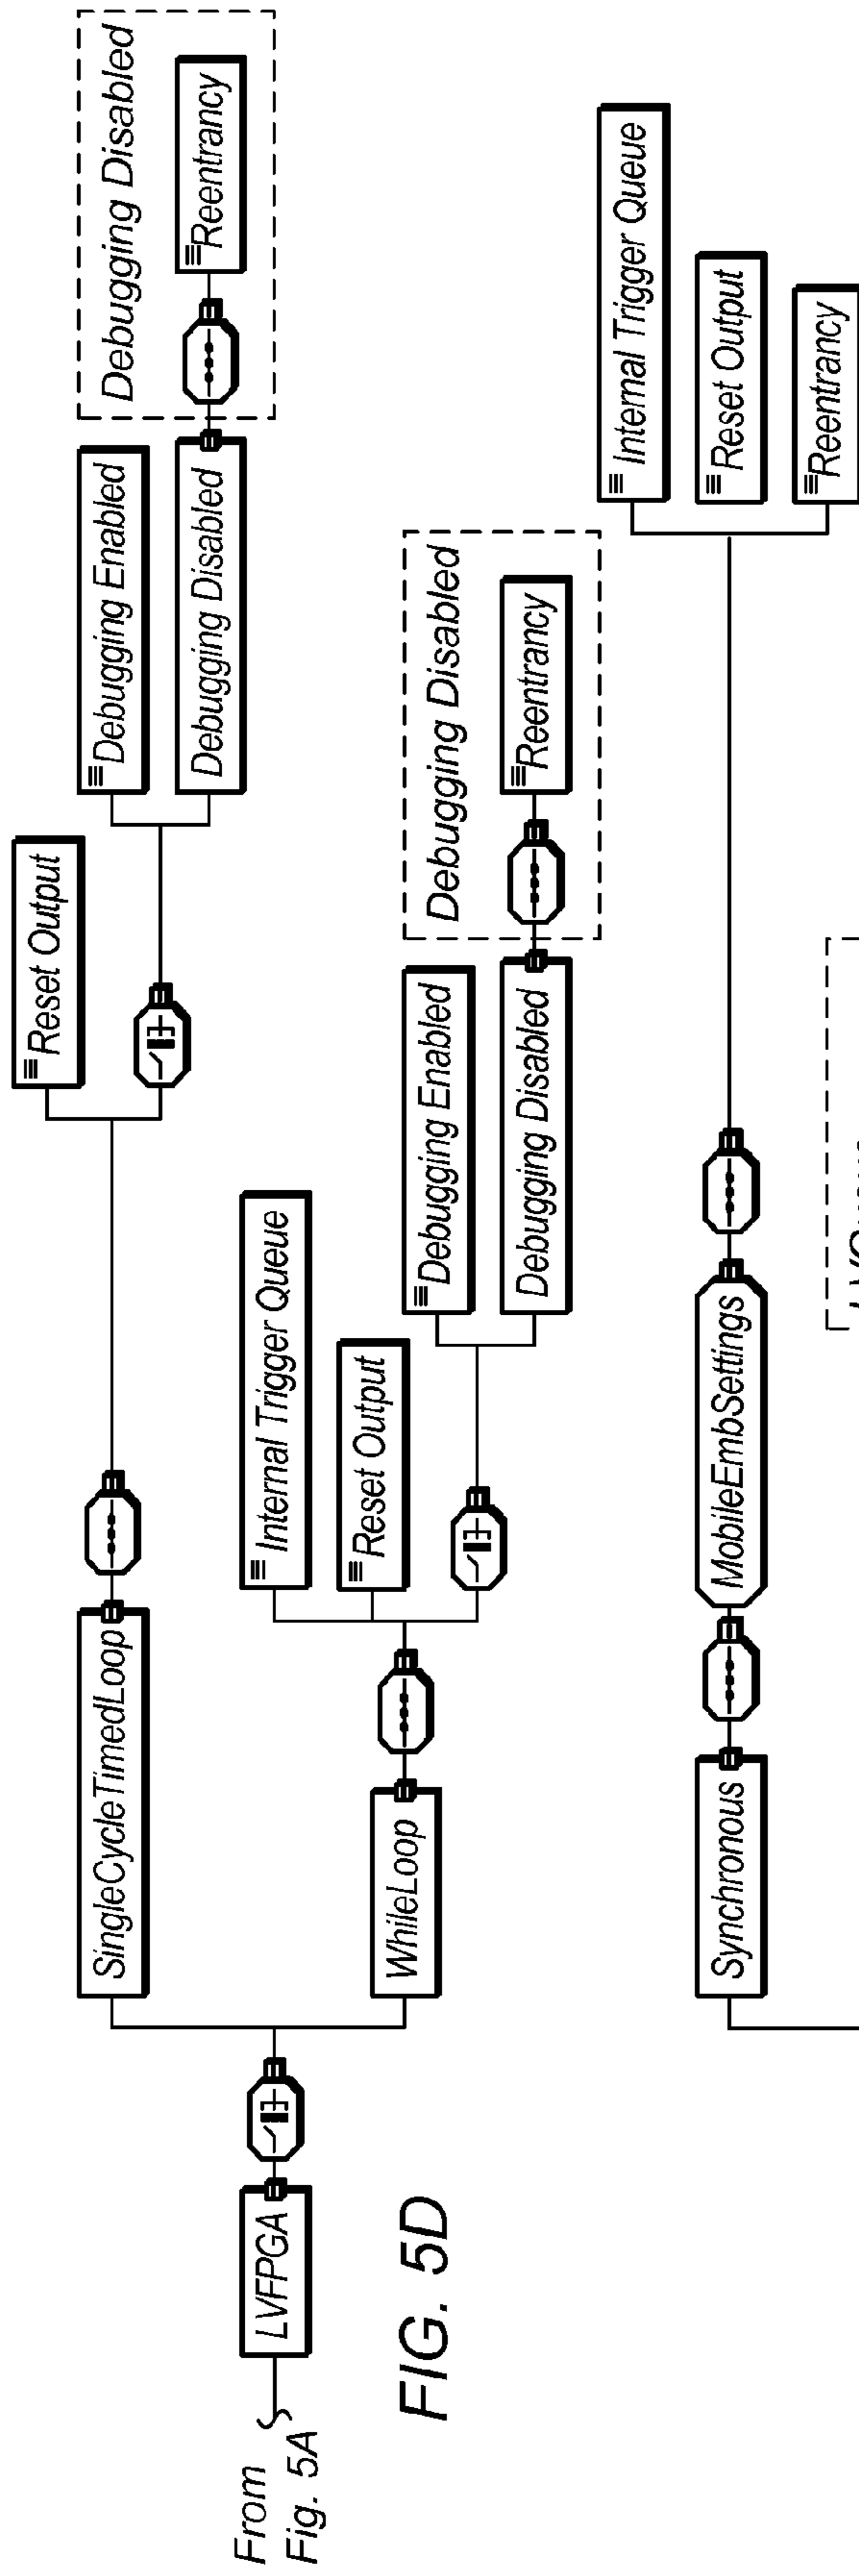 From
Fig. 5A
LVFPGA
FIG. 5D
SingleCycleTimedLoop
Reset Output
Debugging Enabled
Debugging Disabled
Debugging Disabled
Reentrancy
WhileLoop
Internal Trigger Queue
Reset Output
Debugging Enabled
Debugging Disabled
Debugging Disabled
Reentrancy
Synchronous
MobileEmbSettings
Internal Trigger Queue
Reset Output
Reentrancy